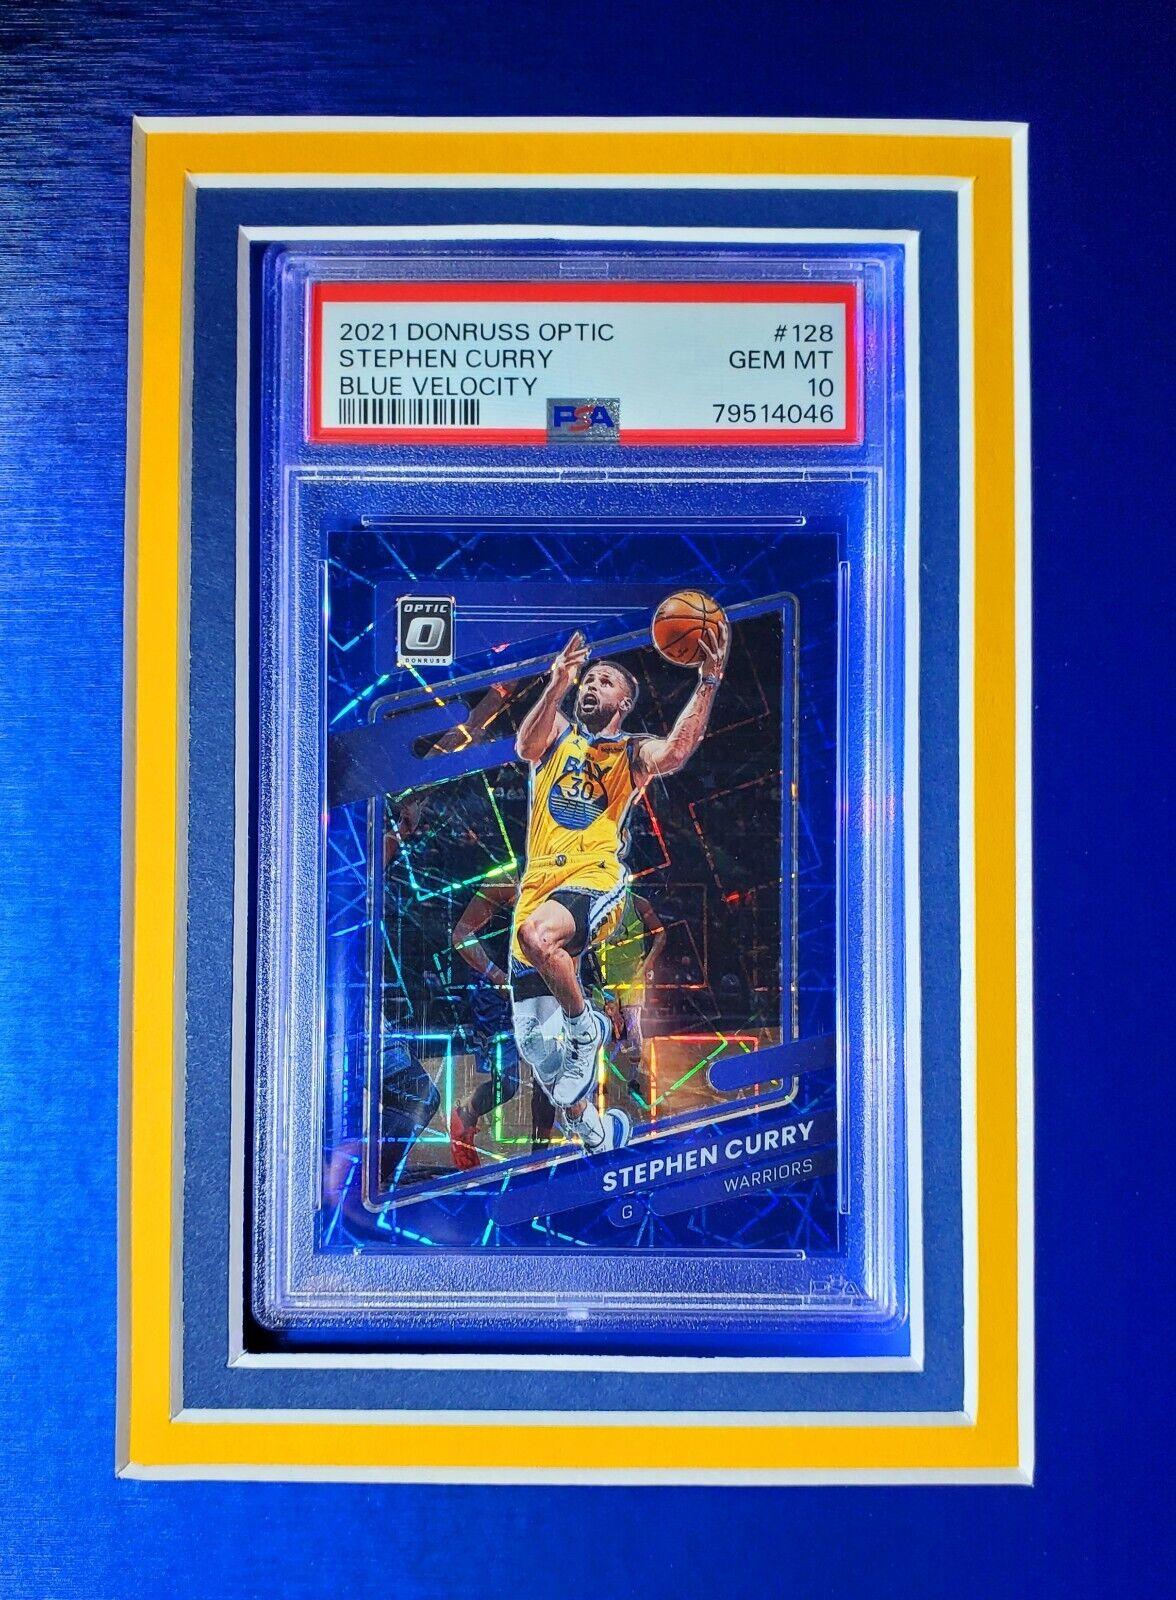 2021 DONRUSS OPTIC #128
STEPHEN CURRY GEM MT
BLUE VELOCITY 10
PSA 79514046
OPTIC
DONRUSS
BAY
30
STEPHEN CURRY
WARRIORS
G
PSA